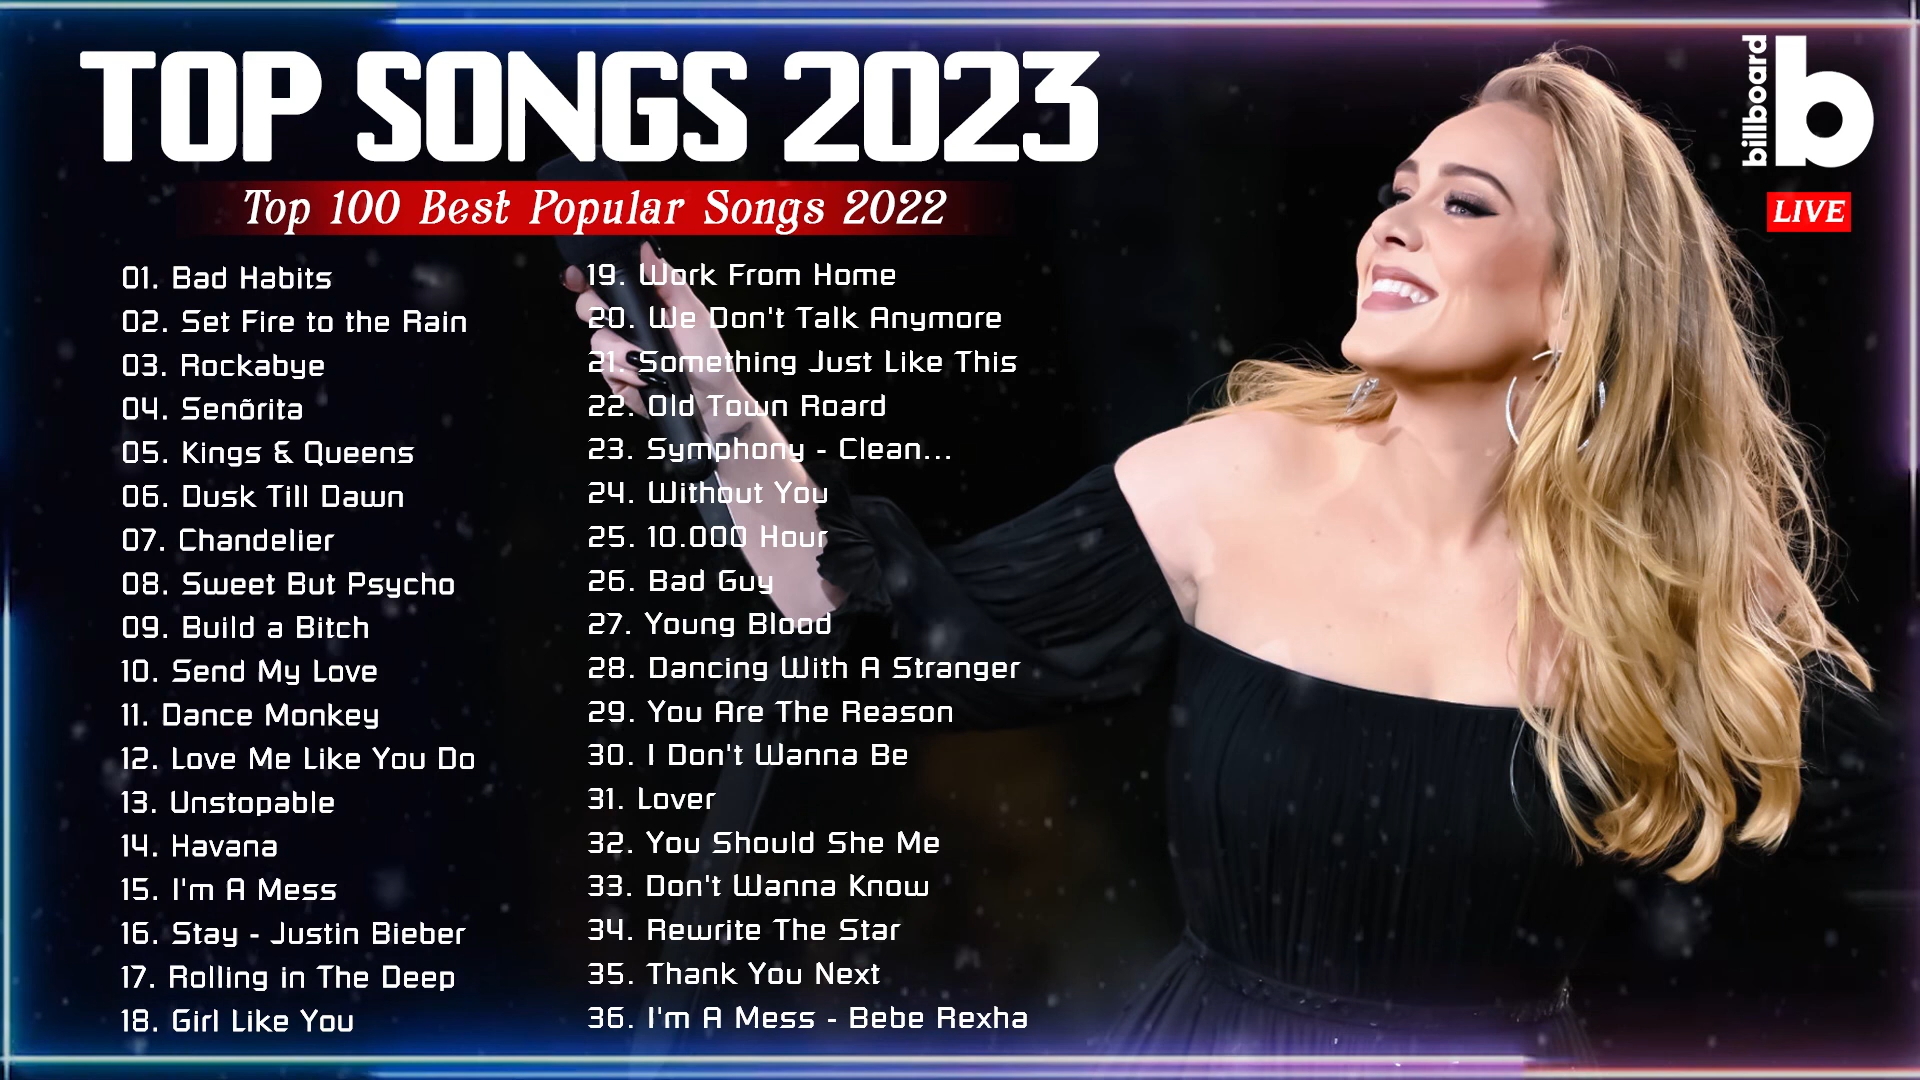 TOP SONGS 2023
Top 100 Best Popular Songs 2022
billboard
b
LIVE
01. Bad Habits
02. Set Fire to the Rain
03. Rockabye
04. Senõrita
05. Kings & Queens
06. Dusk Till Dawn
07. Chandelier
08. Sweet But Psycho
09. Build a Bitch
10. Send My Love
11. Dance Monkey
12. Love Me Like You Do
13. Unstopable
14. Havana
15. I'm A Mess
16. Stay - Justin Bieber
17. Rolling in The Deep
18. Girl Like You
19. Work From Home
20. We Don't Talk Anymore
21. Something Just Like This
22. Old Town Roard
23. Symphony - Clean...
24. Without You
25. 10.000 Hour
26. Bad Guy
27. Young Blood
28. Dancing With A Stranger
29. You Are The Reason
30. I Don't Wanna Be
31. Lover
32. You Should She Me
33. Don't Wanna Know
34. Rewrite The Star
35. Thank You Next
36. I'm A Mess - Bebe Rexha